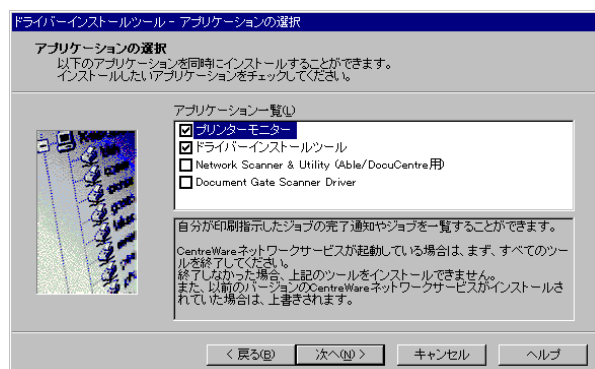 ドライバーインストールツール - アプリケーションの選択
アプリケーションの選択
以下のアプリケーションを同時にインストールすることができます。
インストールしたいアプリケーションをチェックしてください。
アプリケーション一覧(L)
プリンターモニター
ドライバーインストールツール
Network Scanner & Utility (Able/DocuCentre用)
Document Gate Scanner Driver
自分が印刷指示したジョブの完了通知やジョブを一覧することができます。
CentreWareネットワークサービスが起動している場合は、まず、すべてのツー
ルを終了してください。
終了しなかった場合、上記のツールをインストールできません。
また、以前のバージョンのCentreWareネットワークサービスがインストールさ
れていた場合は、上書きされます。
< 戻る(B) 次へ(N) > キャンセル ヘルプ